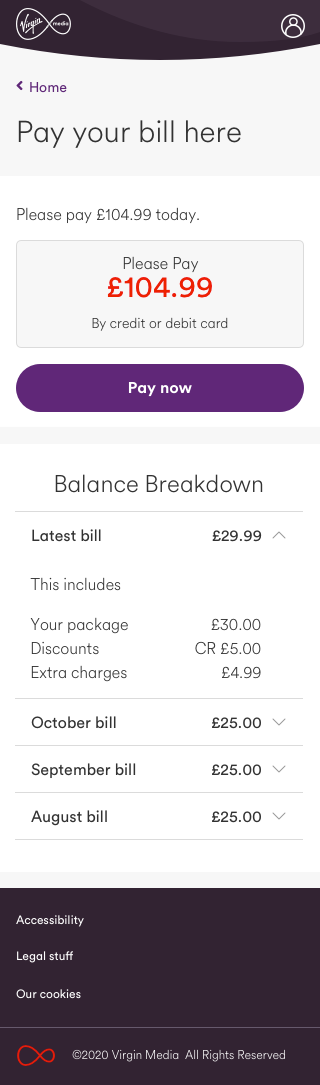 Virgin media
Home
Pay your bill here
Please pay £104.99 today.
Please Pay
£104.99
By credit or debit card
Pay now
Balance Breakdown
Latest bill £29.99
This includes
Your package £30.00
Discounts CR £5.00
Extra charges £4.99
October bill £25.00
September bill £25.00
August bill £25.00
Accessibility
Legal stuff
Our cookies
©2020 Virgin Media All Rights Reserved